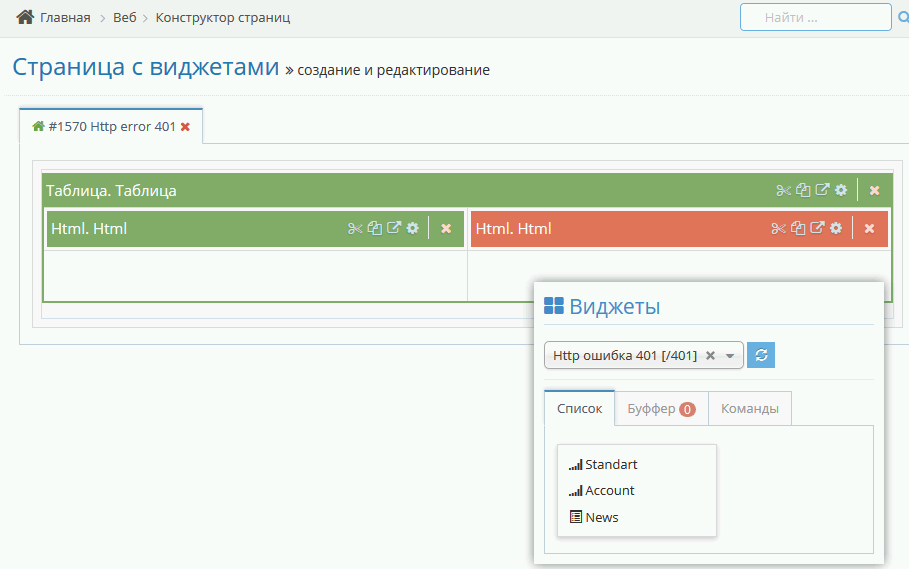 Главная > Веб > Конструктор страниц
Найти ...
Страница с виджетами » создание и редактирование
#1570 Http error 401
Таблица. Таблица
Html. Html
Html. Html
Виджеты
Http ошибка 401 [/401]
Список Буффер 0 Команды
Standart
Account
News